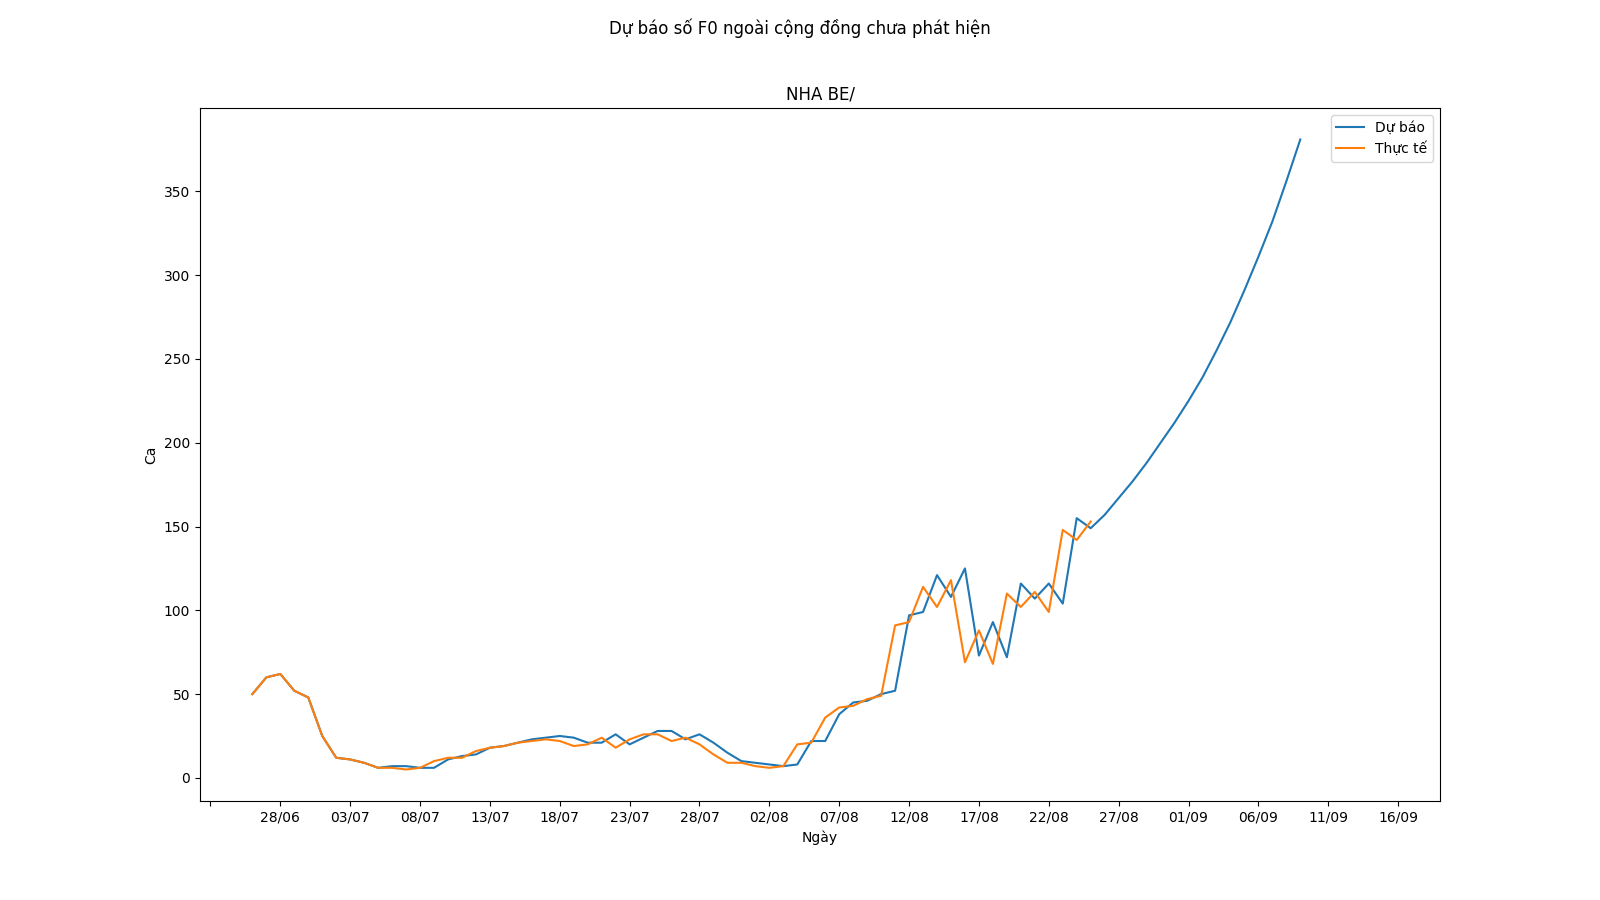 Dự báo số F0 ngoài cộng đồng chưa phát hiện
NHA BE/
Dự báo
Thực tế
350
300
250
200
150
100
50
0
Ca
28/06 03/07 08/07 13/07 18/07 23/07 28/07 02/08 07/08 12/08 17/08 22/08 27/08 01/09 06/09 11/09 16/09
Ngày